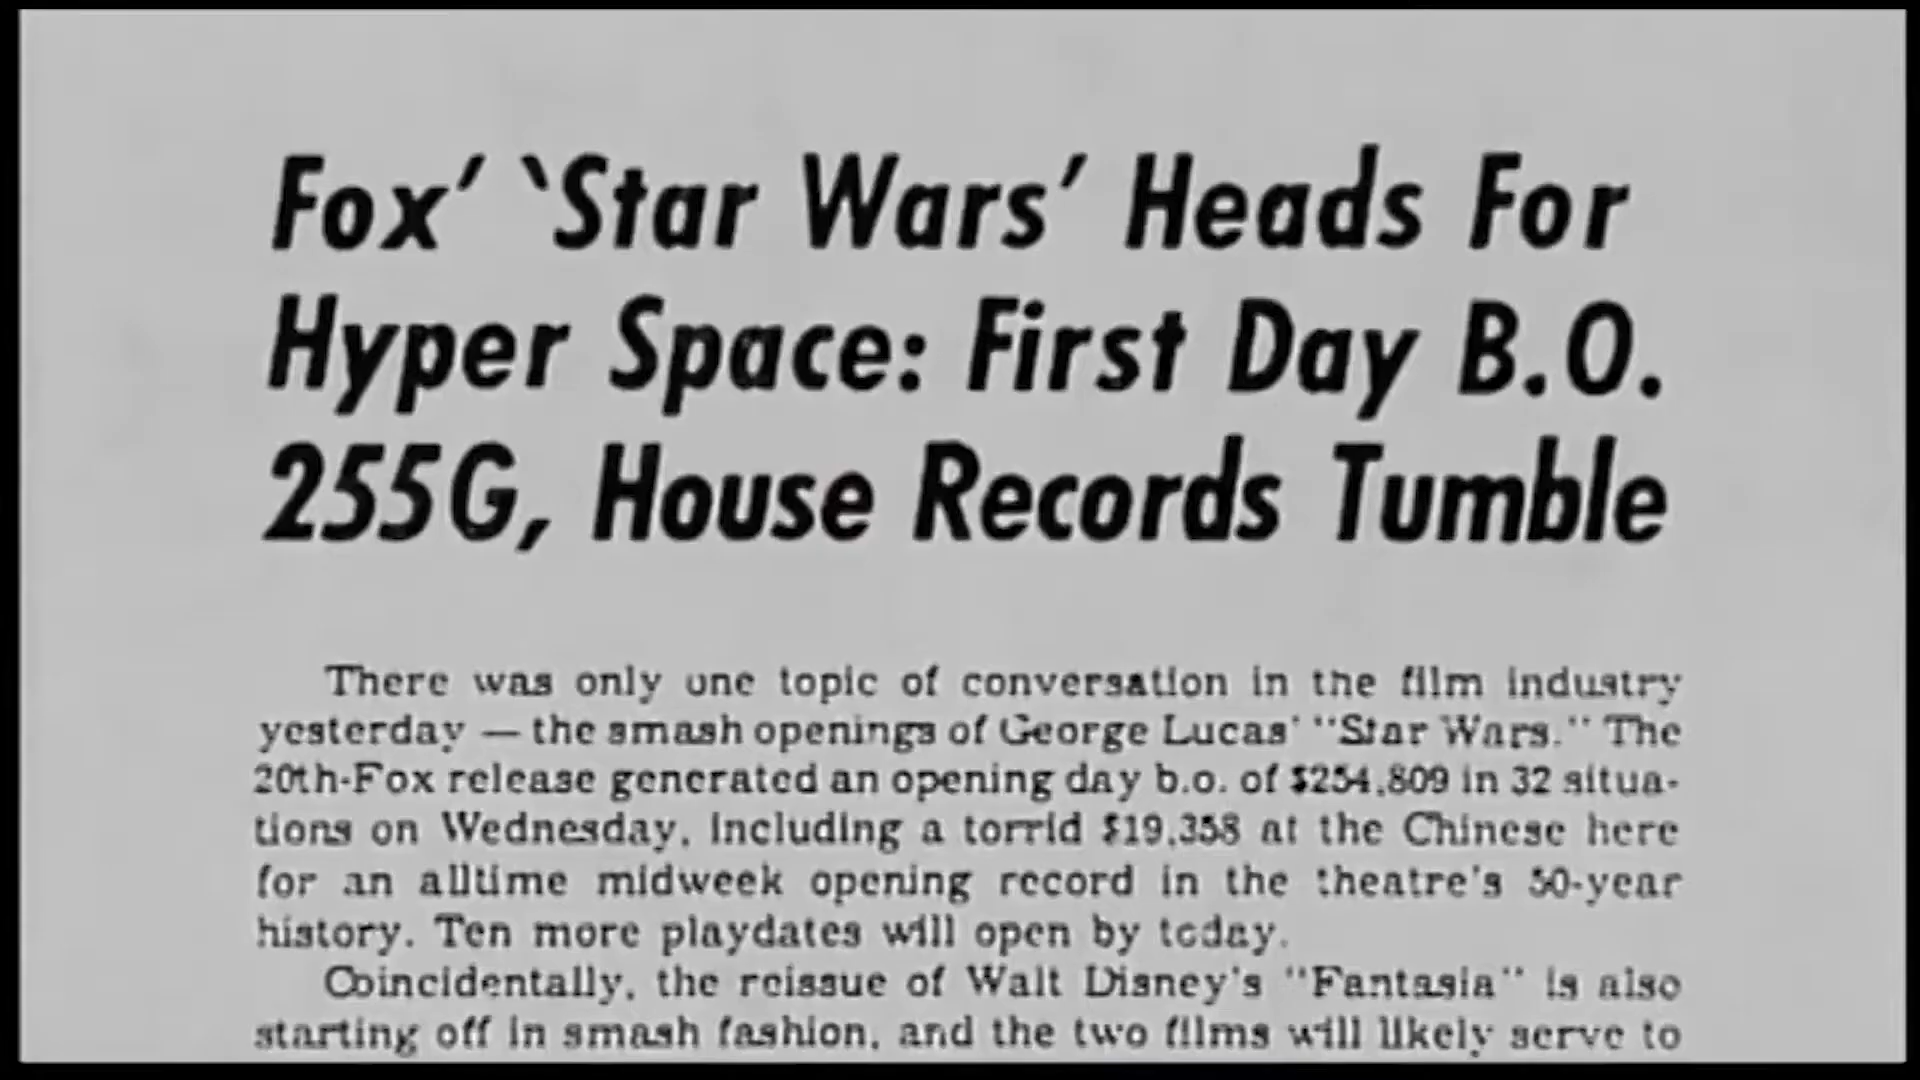 Fox' 'Star Wars' Heads For
Hyper Space: First Day B.O.
255G, House Records Tumble
There was only one topic of conversation in the film industry
yesterday — the smash openings of George Lucas' "Star Wars." The
20th-Fox release generated an opening day b.o. of $254,809 in 32 situa-
tions on Wednesday, including a torrid $19,358 at the Chinese here
for an alltime midweek opening record in the theatre's 50-year
history. Ten more playdates will open by today.
Coincidentally, the reissue of Walt Disney's "Fantasia" is also
starting off in smash fashion, and the two films will likely serve to